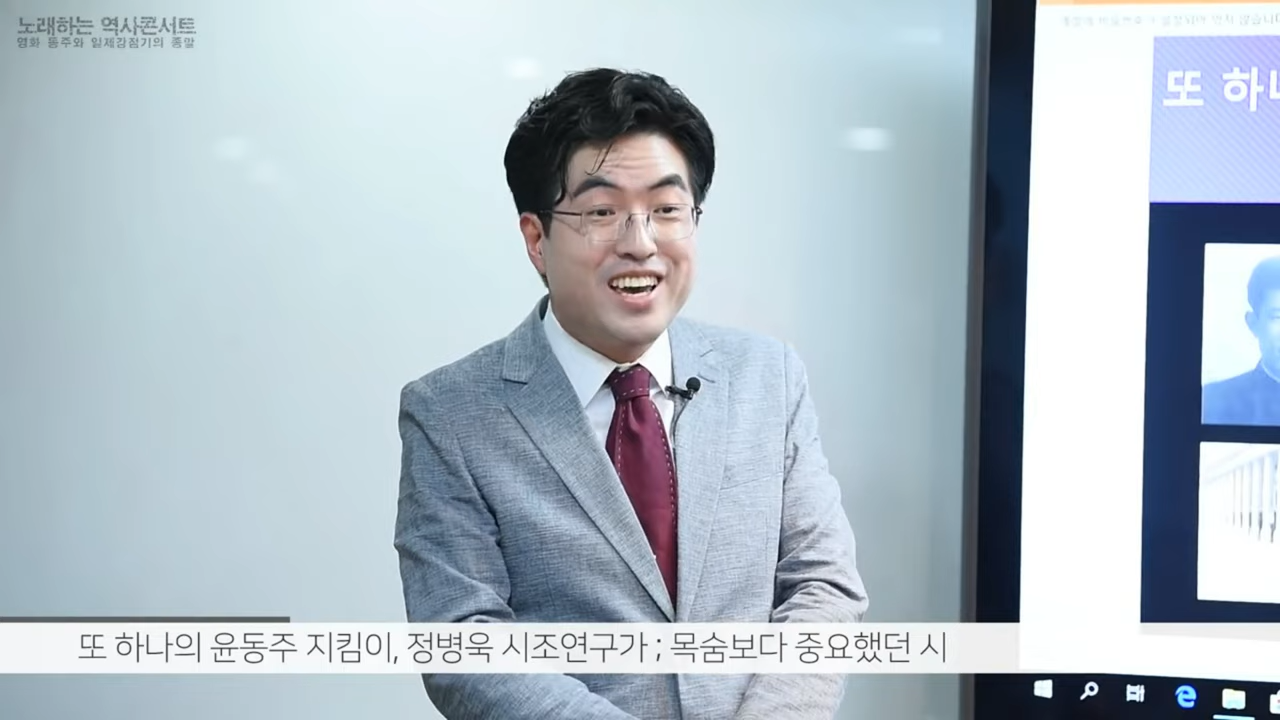 노래하는 역사콘서트
영화 동주와 일제강점기의 종말
또 하
또 하나의 윤동주 지킴이, 정병욱 시조연구가 ; 목숨보다 중요했던 시